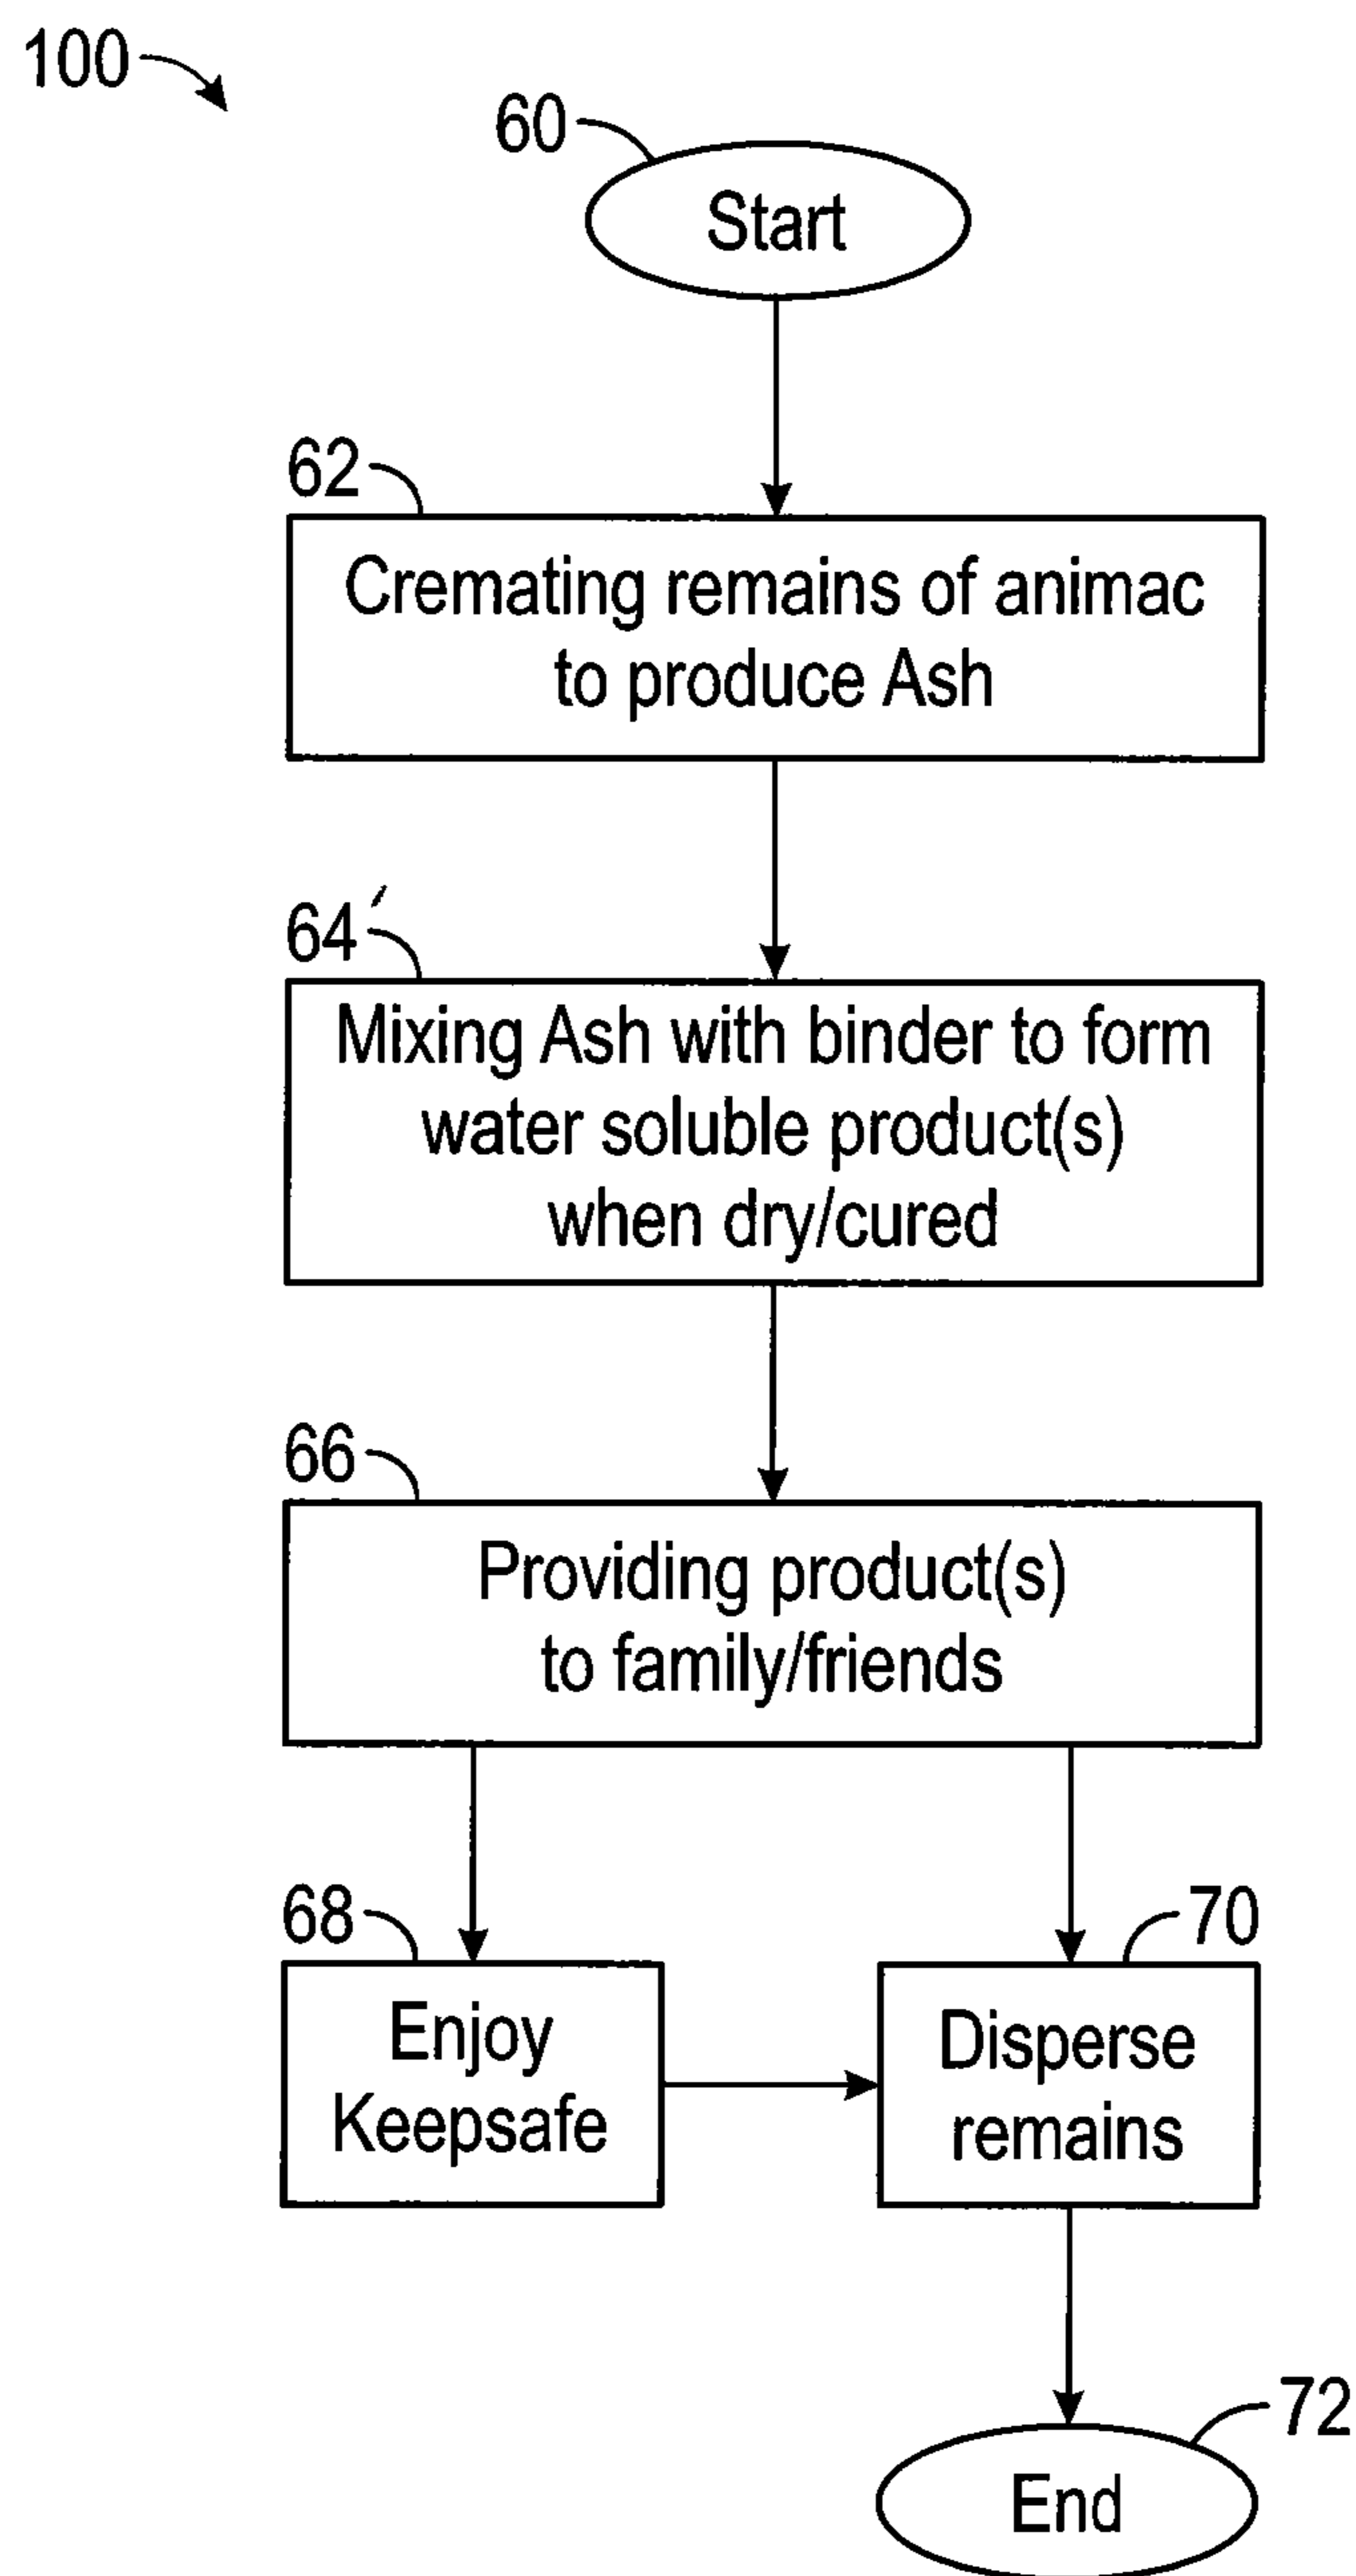 100
60
Start
62
Cremating remains of animac
to produce Ash
64′
Mixing Ash with binder to form
water soluble product(s)
when dry/cured
66
Providing product(s)
to family/friends
68
Enjoy
Keepsafe
70
Disperse
remains
72
End